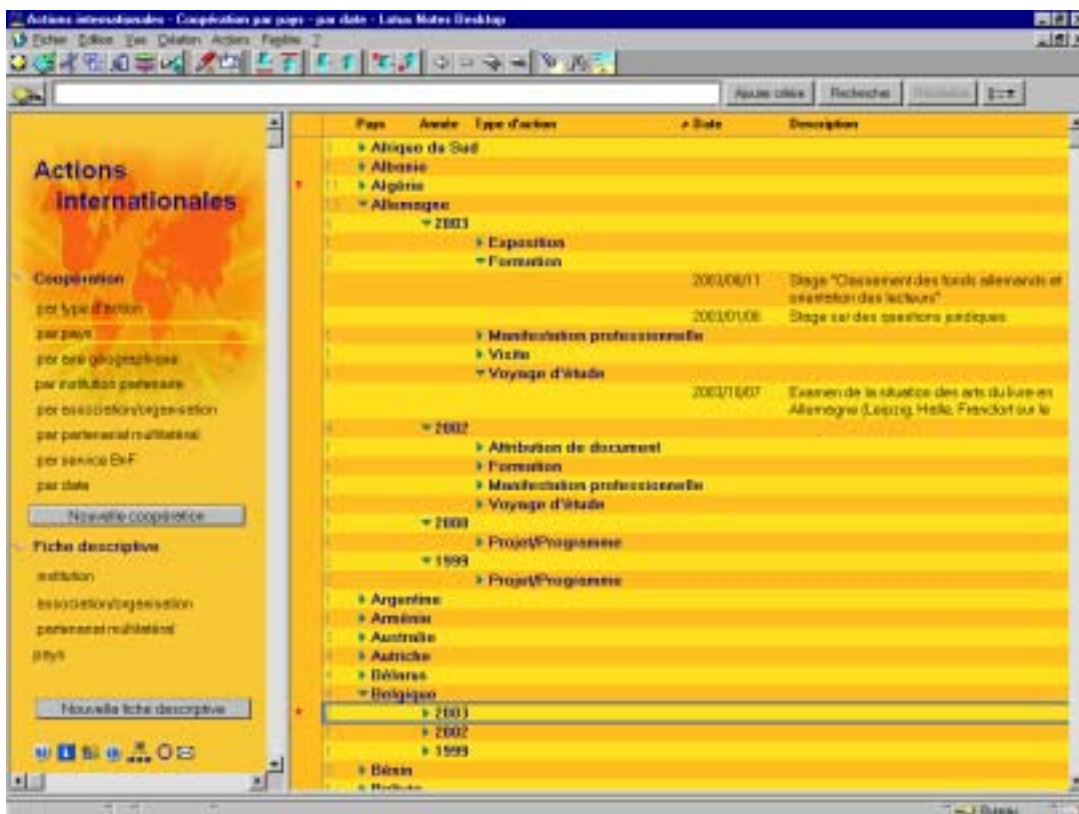 Actions internationales - Coopération par pays - par date - Lotus Notes Desktop
Fichier Edition Vue Création Actions Fenêtre ?
Ajouter critère Rechercher
Actions
internationales
Coopération
par type d'action
par pays
par aire géographique
par institution partenaire
par association/organisation
par partenariat multilatéral
par service BnF
par date
Nouvelle coopération
Fiche descriptive
institution
association/organisation
partenariat multilatéral
pays
Nouvelle fiche descriptive
Pays Année Type d'action Date Description
Afrique du Sud
Albanie
11 Algérie
Allemagne
2003
Exposition
Formation
2003/08/11 Stage "Classement des fonds allemands et
orientation des lecteurs"
2003/01/06 Stage sur des questions juridiques
Manifestation professionnelle
Visite
Voyage d'étude
2003/10/07 Examen de la situation des arts du livre en
Allemagne (Leipzig, Halle, Francfort sur le
2002
Attribution de document
Formation
Manifestation professionnelle
Voyage d'étude
2000
Projet/Programme
1999
Projet/Programme
Argentine
Arménie
Australie
Autriche
Bélarus
Belgique
2003
2002
1999
Bénin
Bureau